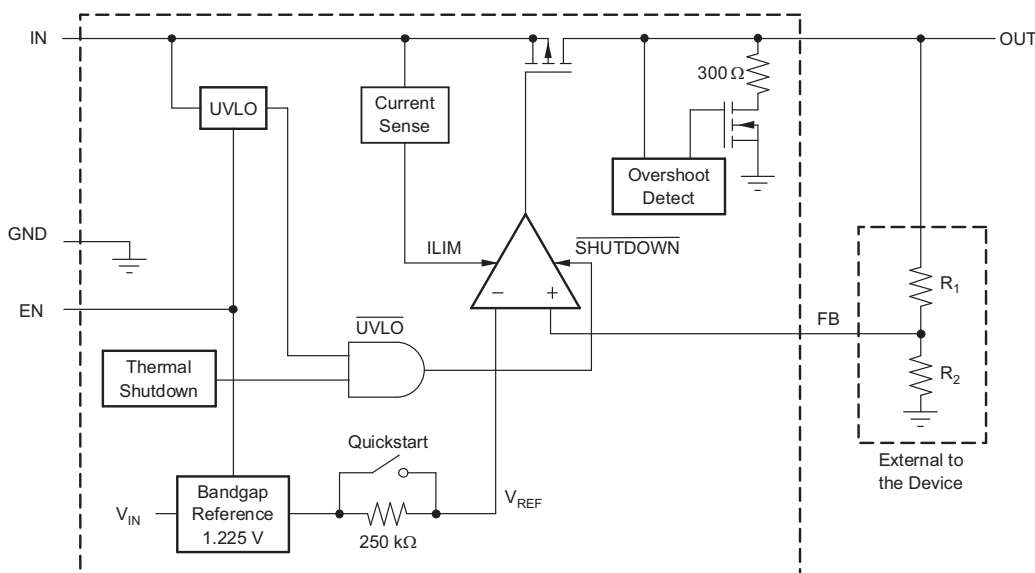 IN
OUT
300 Ω
UVLO
Current
Sense
Overshoot
Detect
GND
ILIM
SHUTDOWN
R1
EN
− +
FB
UVLO
Thermal
Shutdown
R2
Quickstart
External to
the Device
VIN
Bandgap
Reference
1.225 V
VREF
250 kΩ